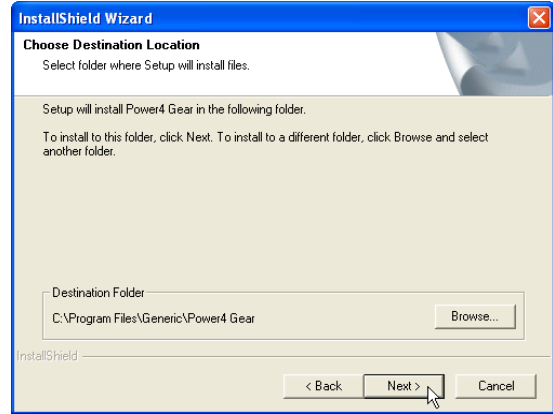 InstallShield Wizard
Choose Destination Location
Select folder where Setup will install files.
Setup will install Power4 Gear in the following folder.
To install to this folder, click Next. To install to a different folder, click Browse and select
another folder.
Destination Folder
C:\Program Files\Generic\Power4 Gear
Browse...
InstallShield
< Back
Next >
Cancel